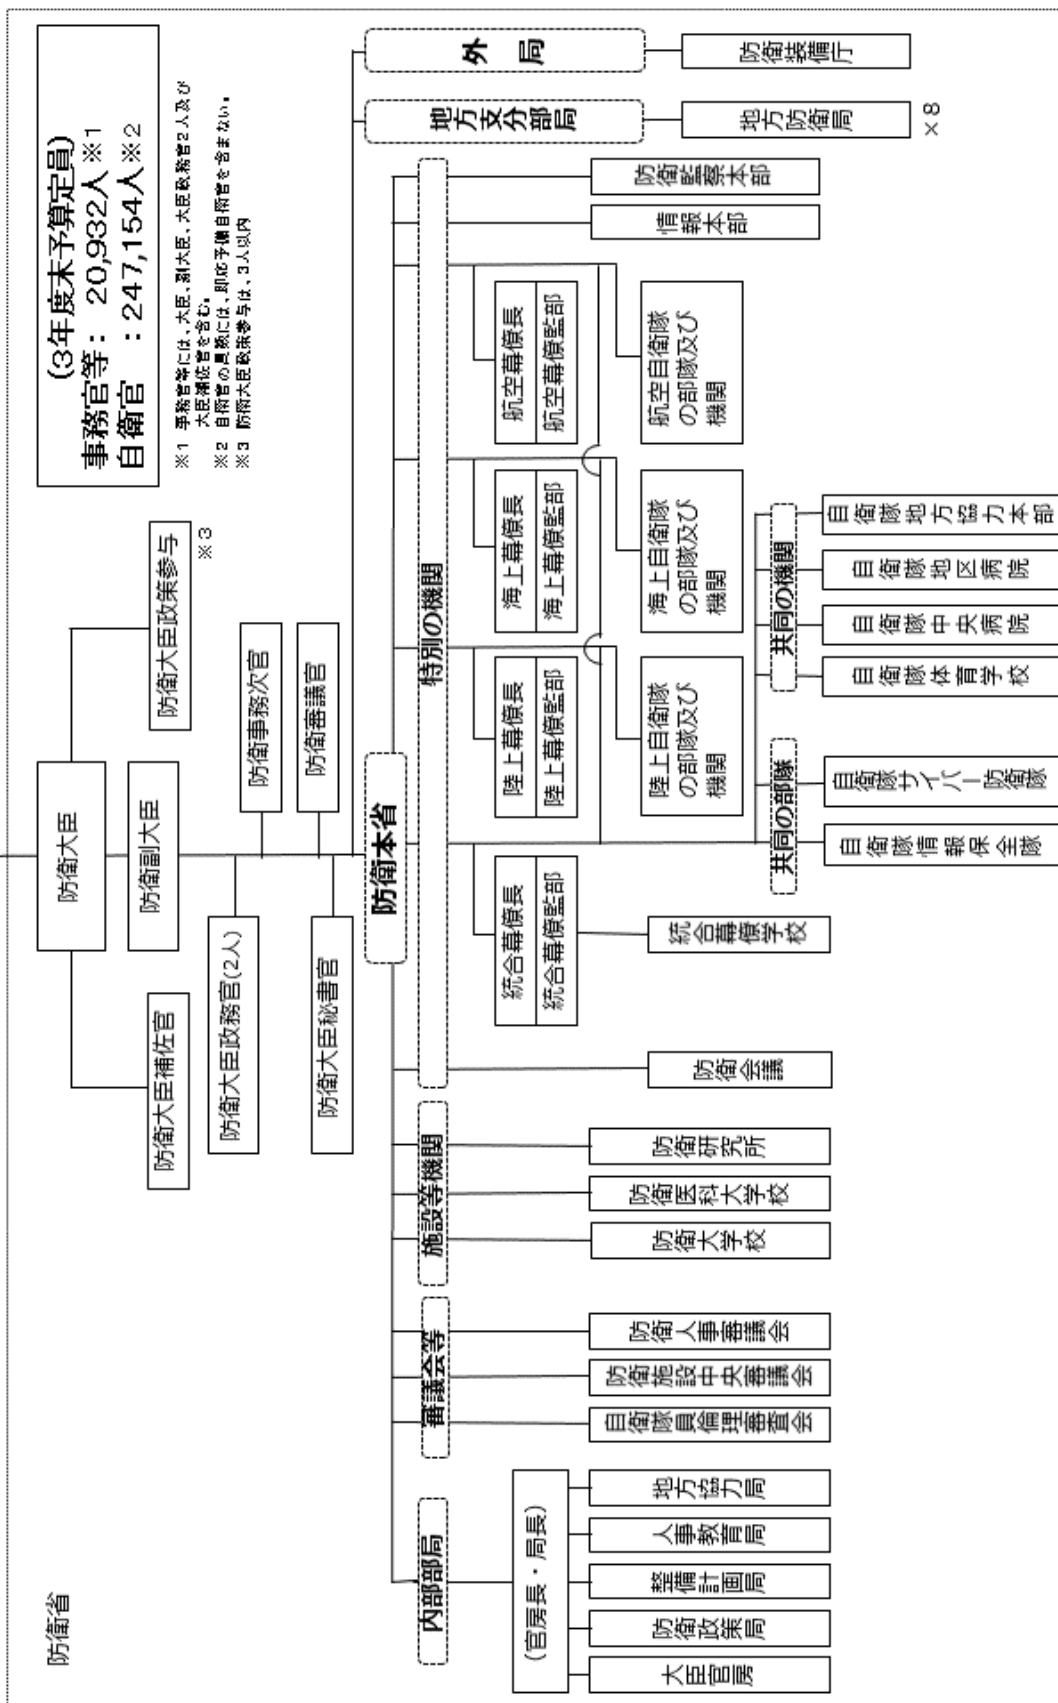 防衛省
防衛大臣
防衛大臣補佐官
防衛大臣政策参与
※3
防衛副大臣
防衛大臣政務官(2人)
防衛事務次官
防衛大臣秘書官
防衛審議官
(3年度末予算定員)
事務官等: 20,932人※1
自衛官 : 247,154人※2
※1 事務官等には、大臣、副大臣、大臣政務官2人及び
大臣補佐官を含む。
※2 自衛官の員数には、即応予備自衛官を含まない。
※3 防衛大臣政策参与は、3人以内
防衛本省
外 局
防衛装備庁
地方支分部局
地方防衛局
×8
内部部局
(官房長・局長)
大臣官房
防衛政策局
整備計画局
人事教育局
地方協力局
審議会等
自衛隊員倫理審査会
防衛施設中央審議会
防衛人事審議会
施設等機関
防衛大学校
防衛医科大学校
防衛研究所
特別の機関
防衛会議
統合幕僚長
統合幕僚監部
統合幕僚学校
陸上幕僚長
陸上幕僚監部
陸上自衛隊
の部隊及び
機関
海上幕僚長
海上幕僚監部
海上自衛隊
の部隊及び
機関
航空幕僚長
航空幕僚監部
航空自衛隊
の部隊及び
機関
情報本部
防衛監察本部
共同の部隊
自衛隊情報保全隊
自衛隊サイバー防衛隊
共同の機関
自衛隊体育学校
自衛隊中央病院
自衛隊地区病院
自衛隊地方協力本部